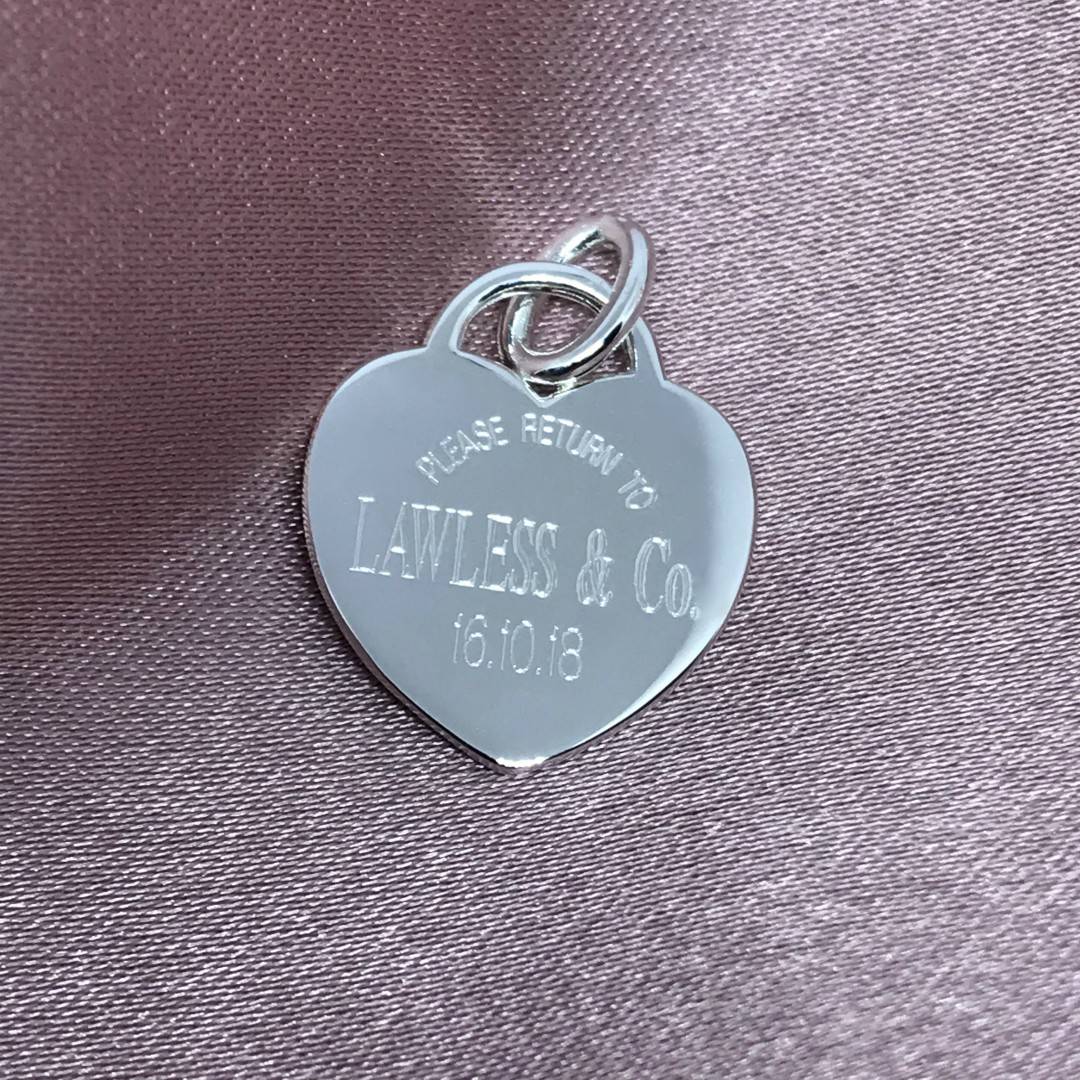 PLEASE RETURN TO
LAWLESS & Co.
16.10.18